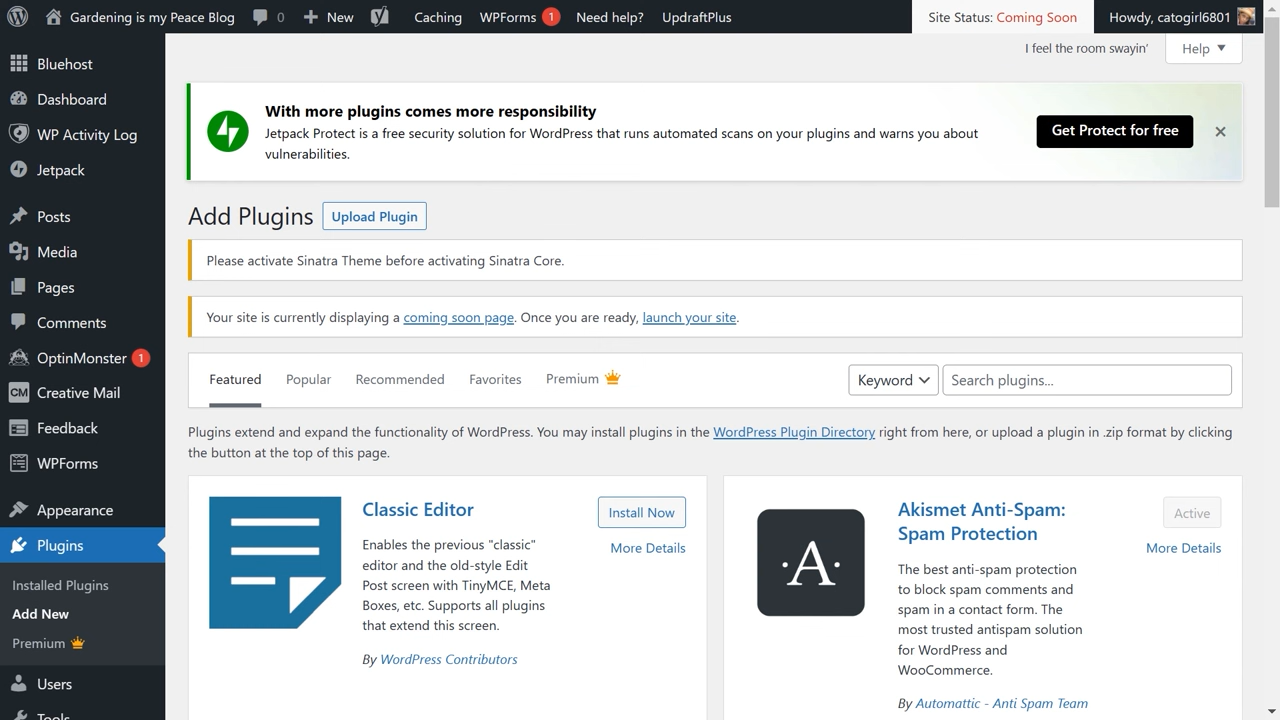 Gardening is my Peace Blog 0 New Caching WPForms 1 Need help? UpdraftPlus Site Status: Coming Soon Howdy, catogirl6801
I feel the room swayin' Help
Bluehost
Dashboard
WP Activity Log
Jetpack
Posts
Media
Pages
Comments
OptinMonster 1
CM Creative Mail
Feedback
WPForms
Appearance
Plugins
Installed Plugins
Add New
Premium
Users
Tools
With more plugins comes more responsibility
Jetpack Protect is a free security solution for WordPress that runs automated scans on your plugins and warns you about
vulnerabilities.
Get Protect for free
Add Plugins Upload Plugin
Please activate Sinatra Theme before activating Sinatra Core.
Your site is currently displaying a coming soon page. Once you are ready, launch your site.
Featured Popular Recommended Favorites Premium Keyword Search plugins...
Plugins extend and expand the functionality of WordPress. You may install plugins in the WordPress Plugin Directory right from here, or upload a plugin in .zip format by clicking
the button at the top of this page.
Classic Editor
Install Now
More Details
Enables the previous "classic"
editor and the old-style Edit
Post screen with TinyMCE, Meta
Boxes, etc. Supports all plugins
that extend this screen.
By WordPress Contributors
·A·
Akismet Anti-Spam:
Spam Protection
Active
More Details
The best anti-spam protection
to block spam comments and
spam in a contact form. The
most trusted antispam solution
for WordPress and
WooCommerce.
By Automattic - Anti Spam Team